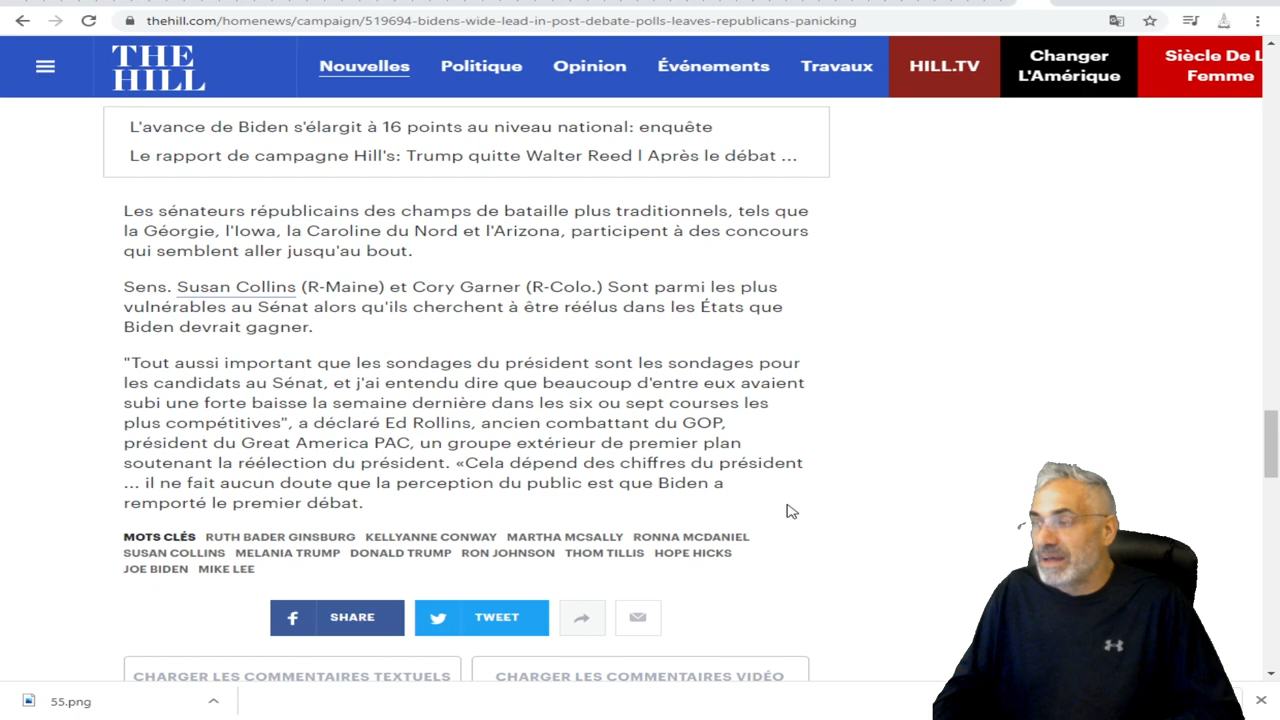 thehill.com/homenews/campaign/519694-bidens-wide-lead-in-post-debate-polls-leaves-republicans-panicking
THE HILL
Nouvelles
Politique
Opinion
Événements
Travaux
HILL.TV
Changer L'Amérique
Siècle De L
Femme
L'avance de Biden s'élargit à 16 points au niveau national: enquête
Le rapport de campagne Hill's: Trump quitte Walter Reed l Après le débat ...
Les sénateurs républicains des champs de bataille plus traditionnels, tels que
la Géorgie, l'Iowa, la Caroline du Nord et l'Arizona, participent à des concours
qui semblent aller jusqu'au bout.
Sens. Susan Collins (R-Maine) et Cory Garner (R-Colo.) Sont parmi les plus
vulnérables au Sénat alors qu'ils cherchent à être réélus dans les États que
Biden devrait gagner.
"Tout aussi important que les sondages du président sont les sondages pour
les candidats au Sénat, et j'ai entendu dire que beaucoup d'entre eux avaient
subi une forte baisse la semaine dernière dans les six ou sept courses les
plus compétitives", a déclaré Ed Rollins, ancien combattant du GOP,
président du Great America PAC, un groupe extérieur de premier plan
soutenant la réélection du président. «Cela dépend des chiffres du président
... il ne fait aucun doute que la perception du public est que Biden a
remporté le premier débat.
MOTS CLÉS RUTH BADER GINSBURG KELLYANNE CONWAY MARTHA MCSALLY RONNA MCDANIEL
SUSAN COLLINS MELANIA TRUMP DONALD TRUMP RON JOHNSON THOM TILLIS HOPE HICKS
JOE BIDEN MIKE LEE
SHARE
TWEET
CHARGER LES COMMENTAIRES TEXTUELS
CHARGER LES COMMENTAIRES VIDÉO
55.png